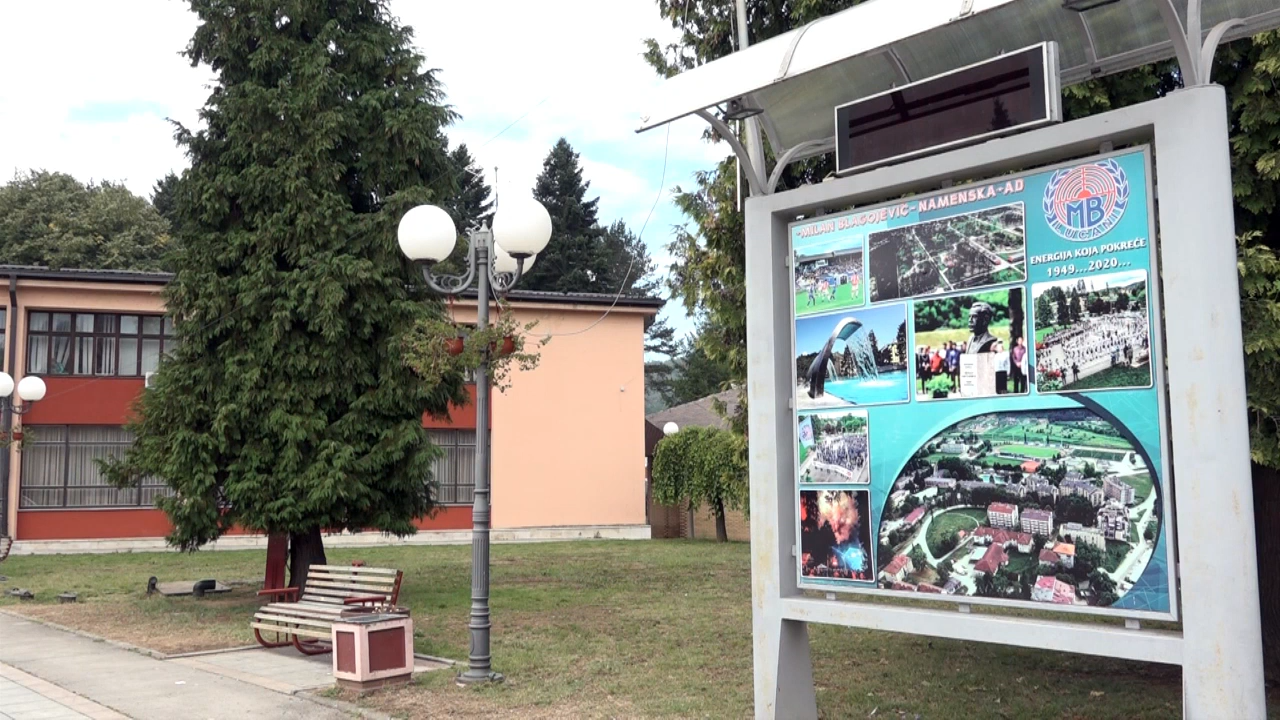 "MILAN BLAGOJEVIĆ-NAMENSKA"AD
MB
LUČANI
ENERGIJA KOJA POKREĆE
1949...2020...